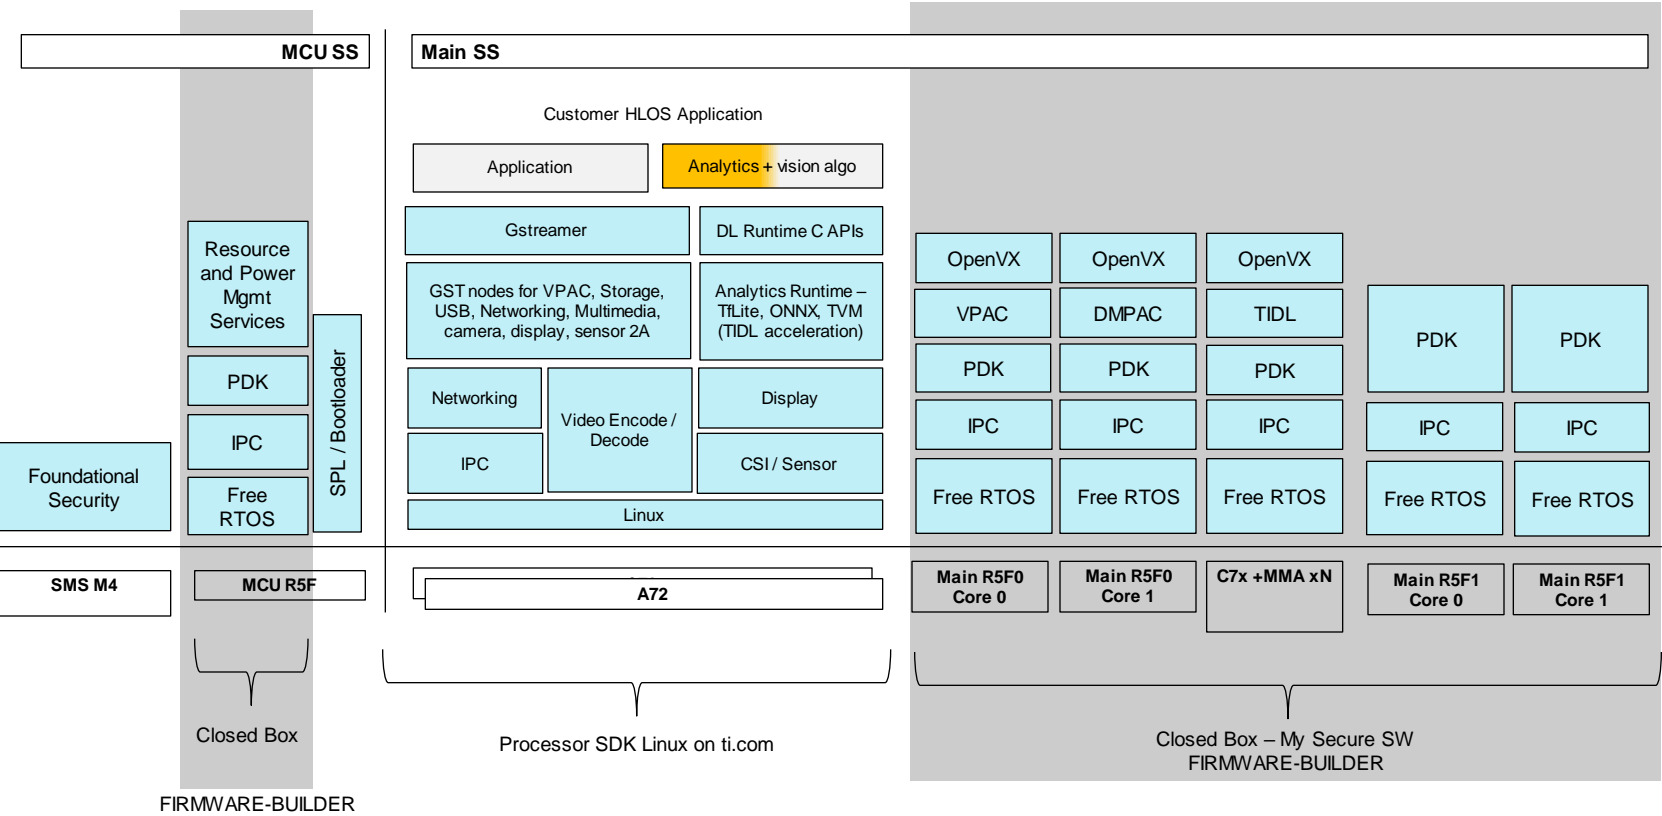 MCU SS
Main SS
Customer HLOS Application
Application
Analytics + vision algo
Gstreamer
DL Runtime C APIs
Resource
and Power
Mgmt
Services
GST nodes for VPAC, Storage,
USB, Networking, Multimedia,
camera, display, sensor 2A
Analytics Runtime –
TfLite, ONNX, TVM
(TIDL acceleration)
OpenVX
OpenVX
OpenVX
VPAC
DMPAC
TIDL
PDK
PDK
PDK
PDK
PDK
PDK
SPL / Bootloader
Networking
Video Encode /
Decode
Display
IPC
IPC
CSI / Sensor
IPC
IPC
IPC
IPC
IPC
Foundational
Security
Free
RTOS
Linux
Free RTOS
Free RTOS
Free RTOS
Free RTOS
Free RTOS
SMS M4
MCU R5F
A72
Main R5F0
Core 0
Main R5F0
Core 1
C7x +MMA xN
Main R5F1
Core 0
Main R5F1
Core 1
Closed Box
Processor SDK Linux on ti.com
Closed Box – My Secure SW
FIRMWARE-BUILDER
FIRMWARE-BUILDER